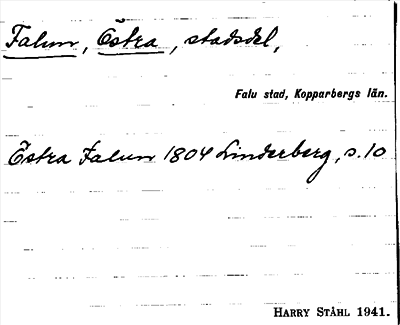 Falun, Östra, stadsdel,
Falu stad, Kopparbergs län.
Östra Falun 1804 Linderberg, s. 10
HARRY STÅHL 1941.